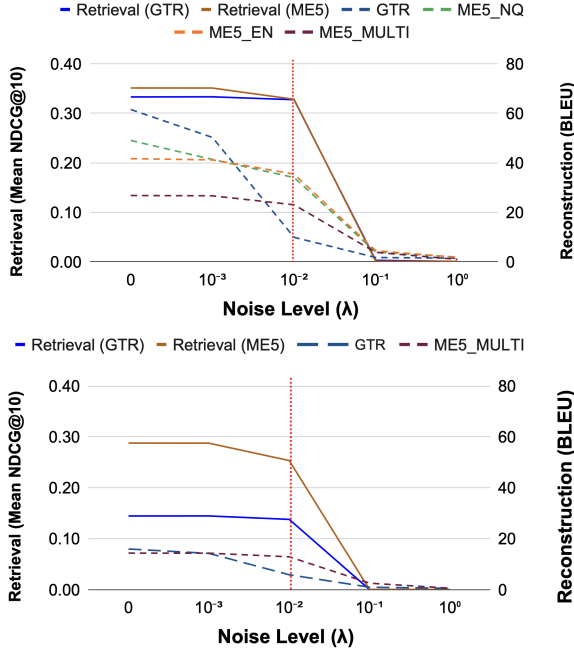 Retrieval (GTR) Retrieval (ME5) GTR ME5_NQ
ME5_EN ME5_MULTI
Retrieval (Mean NDCG@10)
0.40
0.30
0.20
0.10
0.00
80
60
40
20
0
Reconstruction (BLEU)
0 10⁻³ 10⁻² 10⁻¹ 10⁰
Noise Level (λ)
Retrieval (GTR) Retrieval (ME5) GTR ME5_MULTI
Retrieval (Mean NDCG@10)
0.40
0.30
0.20
0.10
0.00
80
60
40
20
0
Reconstruction (BLEU)
0 10⁻³ 10⁻² 10⁻¹ 10⁰
Noise Level (λ)